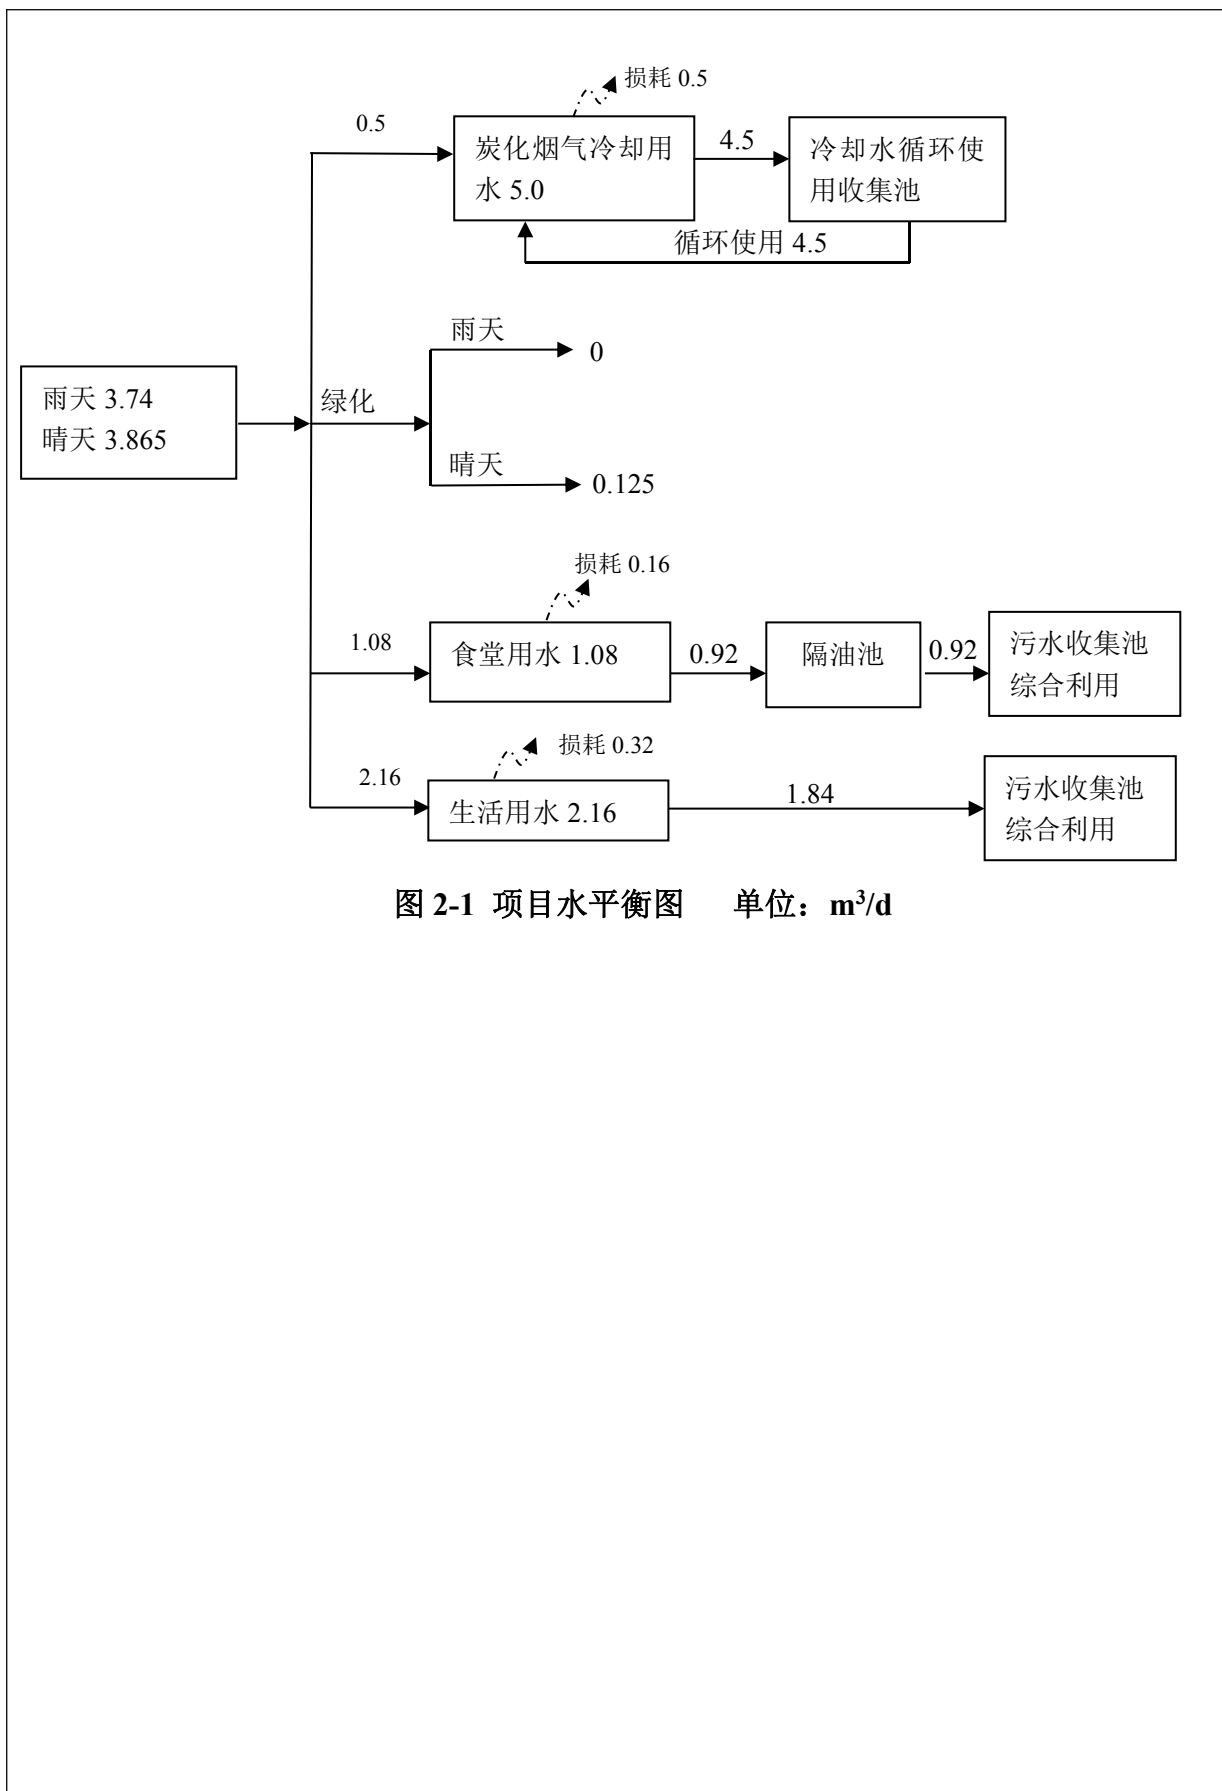 损耗 0.5
0.5
炭化烟气冷却用
水 5.0
4.5
冷却水循环使
用收集池
循环使用 4.5
雨天
0
雨天 3.74
晴天 3.865
绿化
晴天
0.125
损耗 0.16
1.08
食堂用水 1.08
0.92
隔油池
0.92
污水收集池
综合利用
损耗 0.32
2.16
生活用水 2.16
1.84
污水收集池
综合利用
图 2-1 项目水平衡图 单位：m³/d